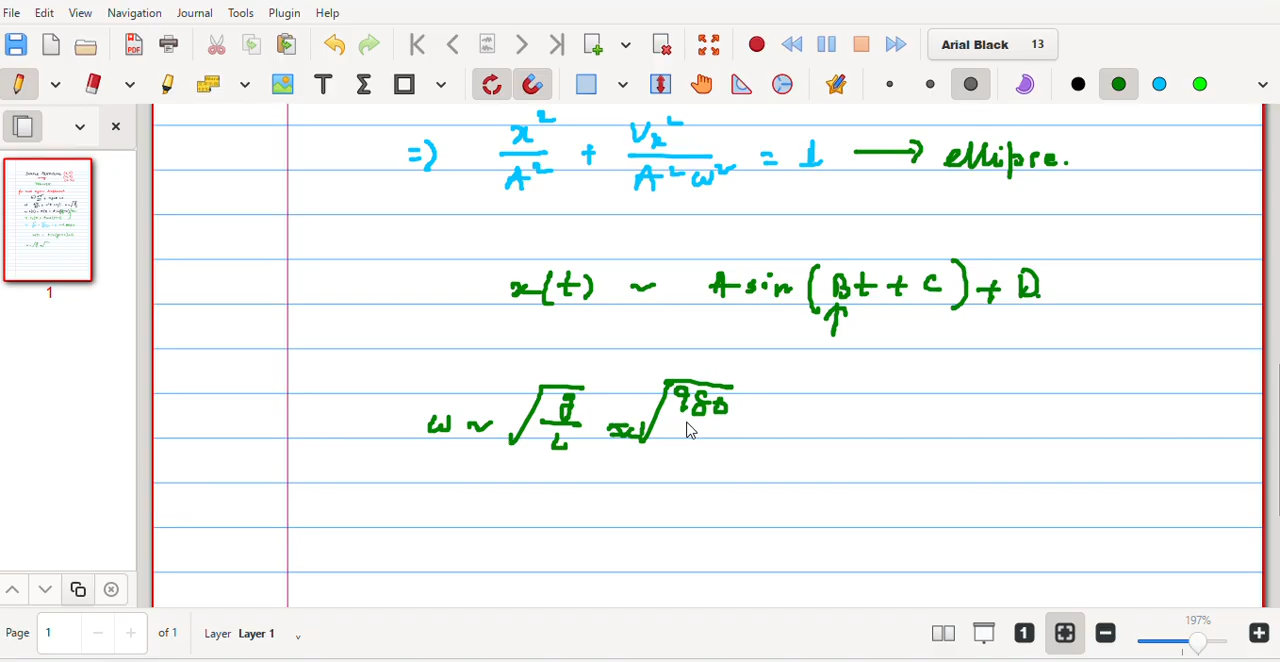 File Edit View Navigation Journal Tools Plugin Help
Arial Black 13
=> x²/A² + Vx²/A²ω² = 1 → ellipse.
x(t) ~ A sin (Bt + C) + D
ω ~ √(g/L) ≈ √980
1
Page 1 of 1 Layer Layer 1
197%